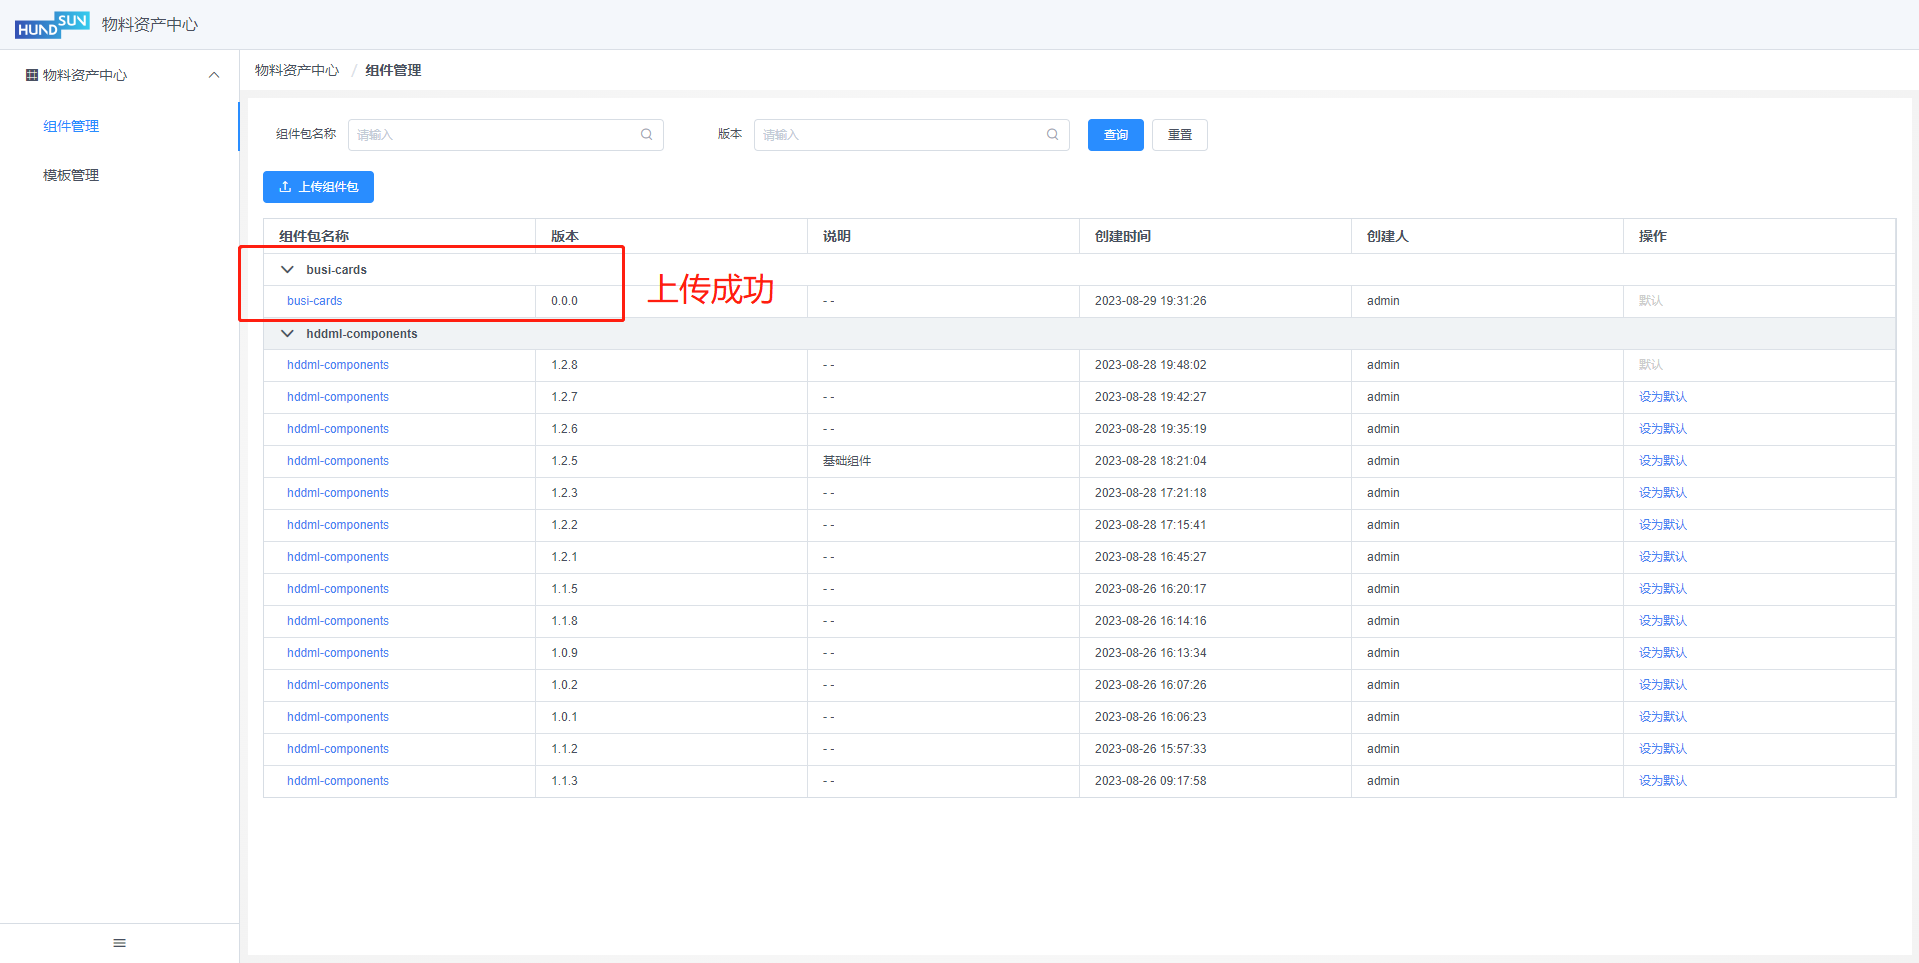 HUNDSUN 物料资产中心
物料资产中心
组件管理
模板管理
物料资产中心 / 组件管理
组件包名称 请输入 版本 请输入 查询 重置
上传组件包
组件包名称 版本 说明 创建时间 创建人 操作
busi-cards
busi-cards 0.0.0 - - 2023-08-29 19:31:26 admin 默认
上传成功
hddml-components
hddml-components 1.2.8 - - 2023-08-28 19:48:02 admin 默认
hddml-components 1.2.7 - - 2023-08-28 19:42:27 admin 设为默认
hddml-components 1.2.6 - - 2023-08-28 19:35:19 admin 设为默认
hddml-components 1.2.5 基础组件 2023-08-28 18:21:04 admin 设为默认
hddml-components 1.2.3 - - 2023-08-28 17:21:18 admin 设为默认
hddml-components 1.2.2 - - 2023-08-28 17:15:41 admin 设为默认
hddml-components 1.2.1 - - 2023-08-28 16:45:27 admin 设为默认
hddml-components 1.1.5 - - 2023-08-26 16:20:17 admin 设为默认
hddml-components 1.1.8 - - 2023-08-26 16:14:16 admin 设为默认
hddml-components 1.0.9 - - 2023-08-26 16:13:34 admin 设为默认
hddml-components 1.0.2 - - 2023-08-26 16:07:26 admin 设为默认
hddml-components 1.0.1 - - 2023-08-26 16:06:23 admin 设为默认
hddml-components 1.1.2 - - 2023-08-26 15:57:33 admin 设为默认
hddml-components 1.1.3 - - 2023-08-26 09:17:58 admin 设为默认